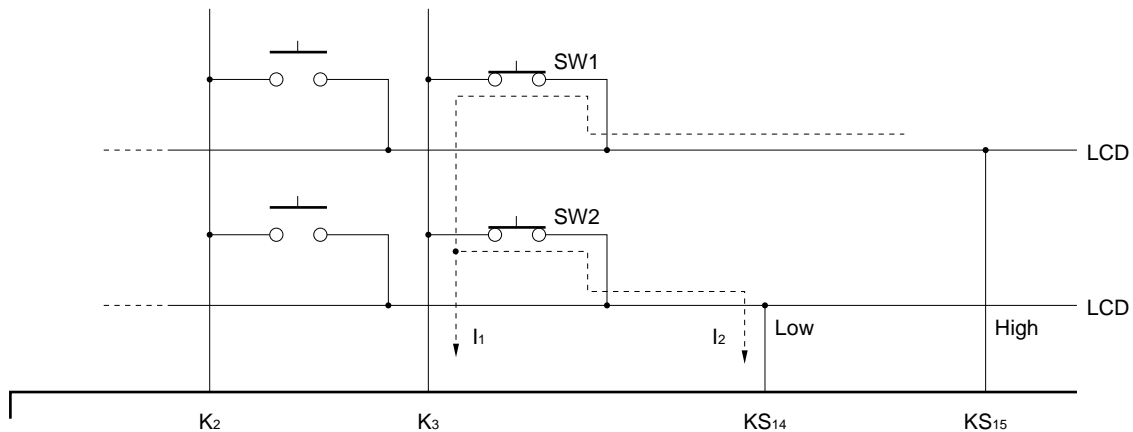 SW1
LCD
SW2
LCD
I1
I2
Low
High
K2
K3
KS14
KS15